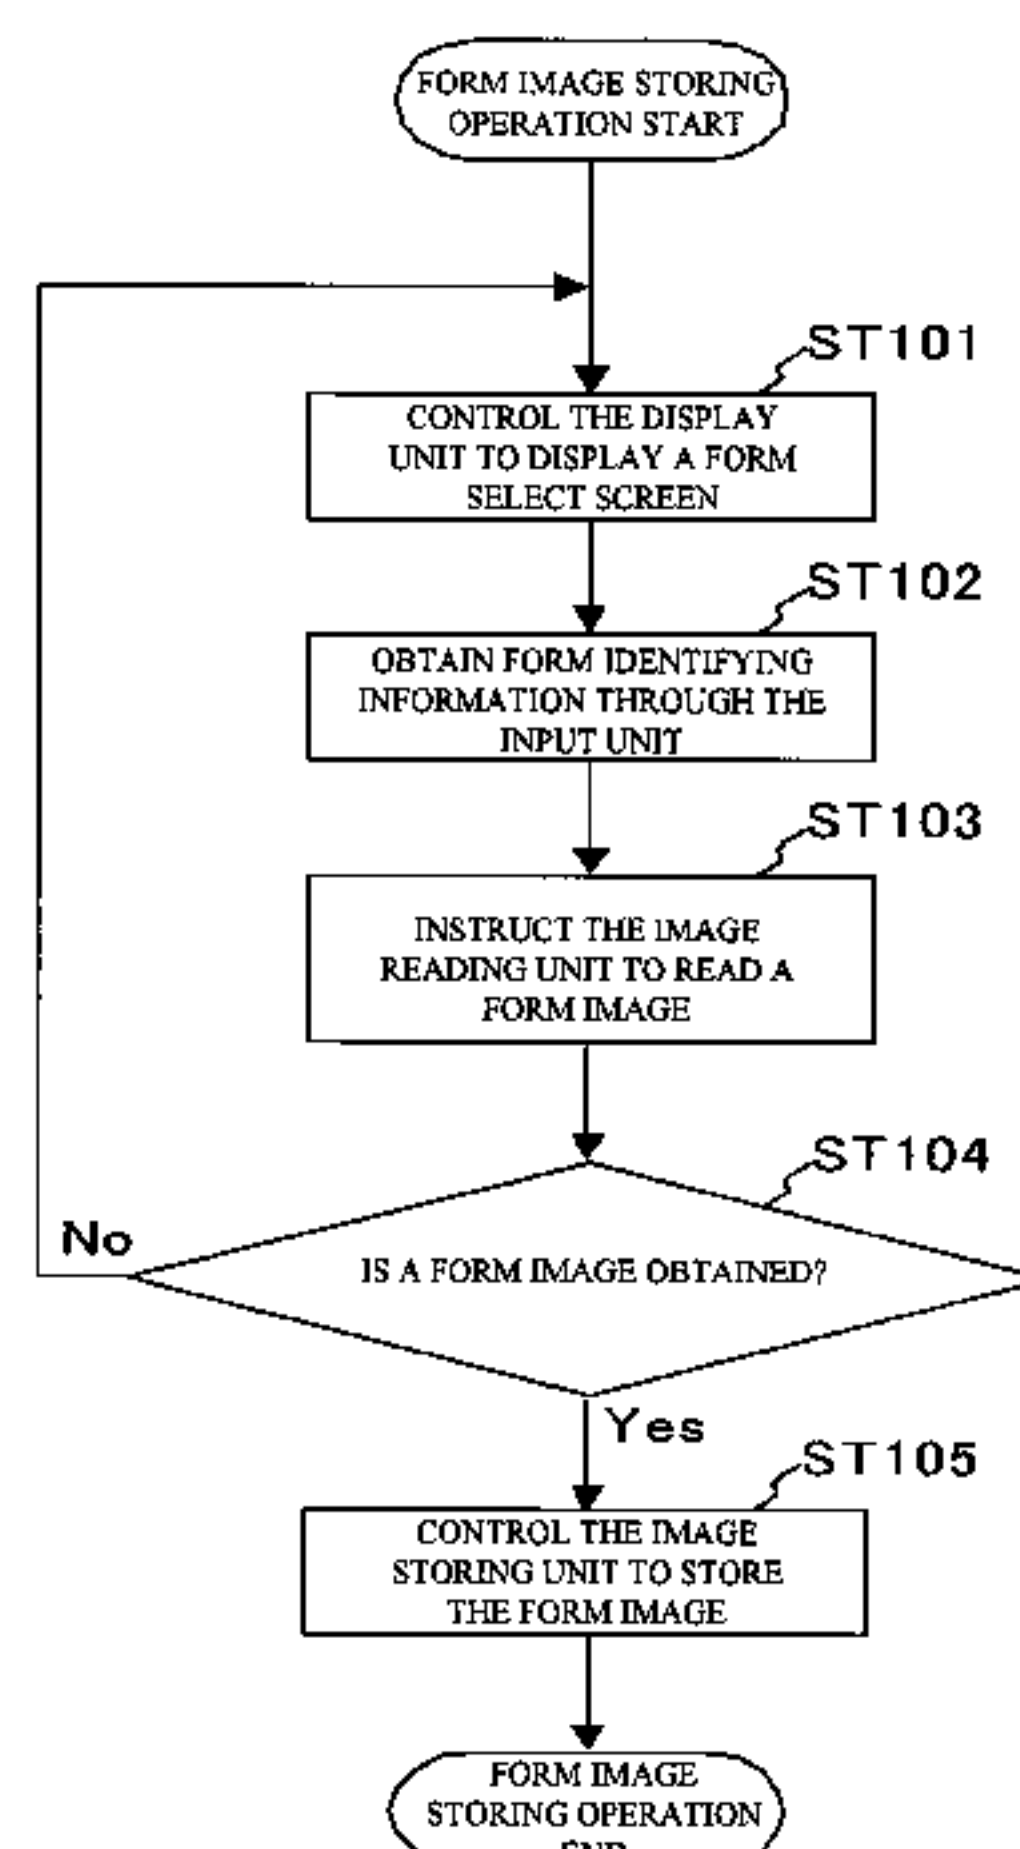 FORM IMAGE STORING
OPERATION START
ST101
CONTROL THE DISPLAY
UNIT TO DISPLAY A FORM
SELECT SCREEN
ST102
OBTAIN FORM IDENTIFYING
INFORMATION THROUGH THE
INPUT UNIT
ST103
INSTRUCT THE IMAGE
READING UNIT TO READ A
FORM IMAGE
ST104
No
IS A FORM IMAGE OBTAINED?
Yes
ST105
CONTROL THE IMAGE
STORING UNIT TO STORE
THE FORM IMAGE
FORM IMAGE
STORING OPERATION